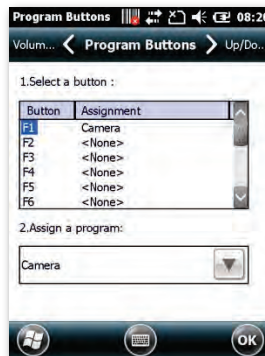 Program Buttons 08:20
Volum... Program Buttons Up/Do..
1.Select a button :
Button Assignment
F1 Camera
F2 <None>
F3 <None>
F4 <None>
F5 <None>
F6 <None>
2.Assign a program:
Camera
OK